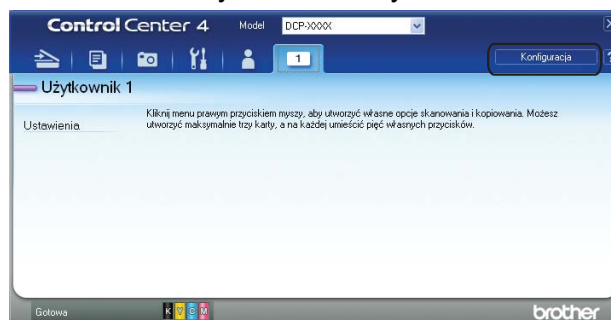 Control Center 4 Model DCP-XXXX
1 Konfiguracja ?
Użytkownik 1
Ustawienia
Kliknij menu prawym przyciskiem myszy, aby utworzyć własne opcje skanowania i kopiowania. Możesz
utworzyć maksymalnie trzy karty, a na każdej umieścić pięć własnych przycisków.
Gotowa K Y C M brother